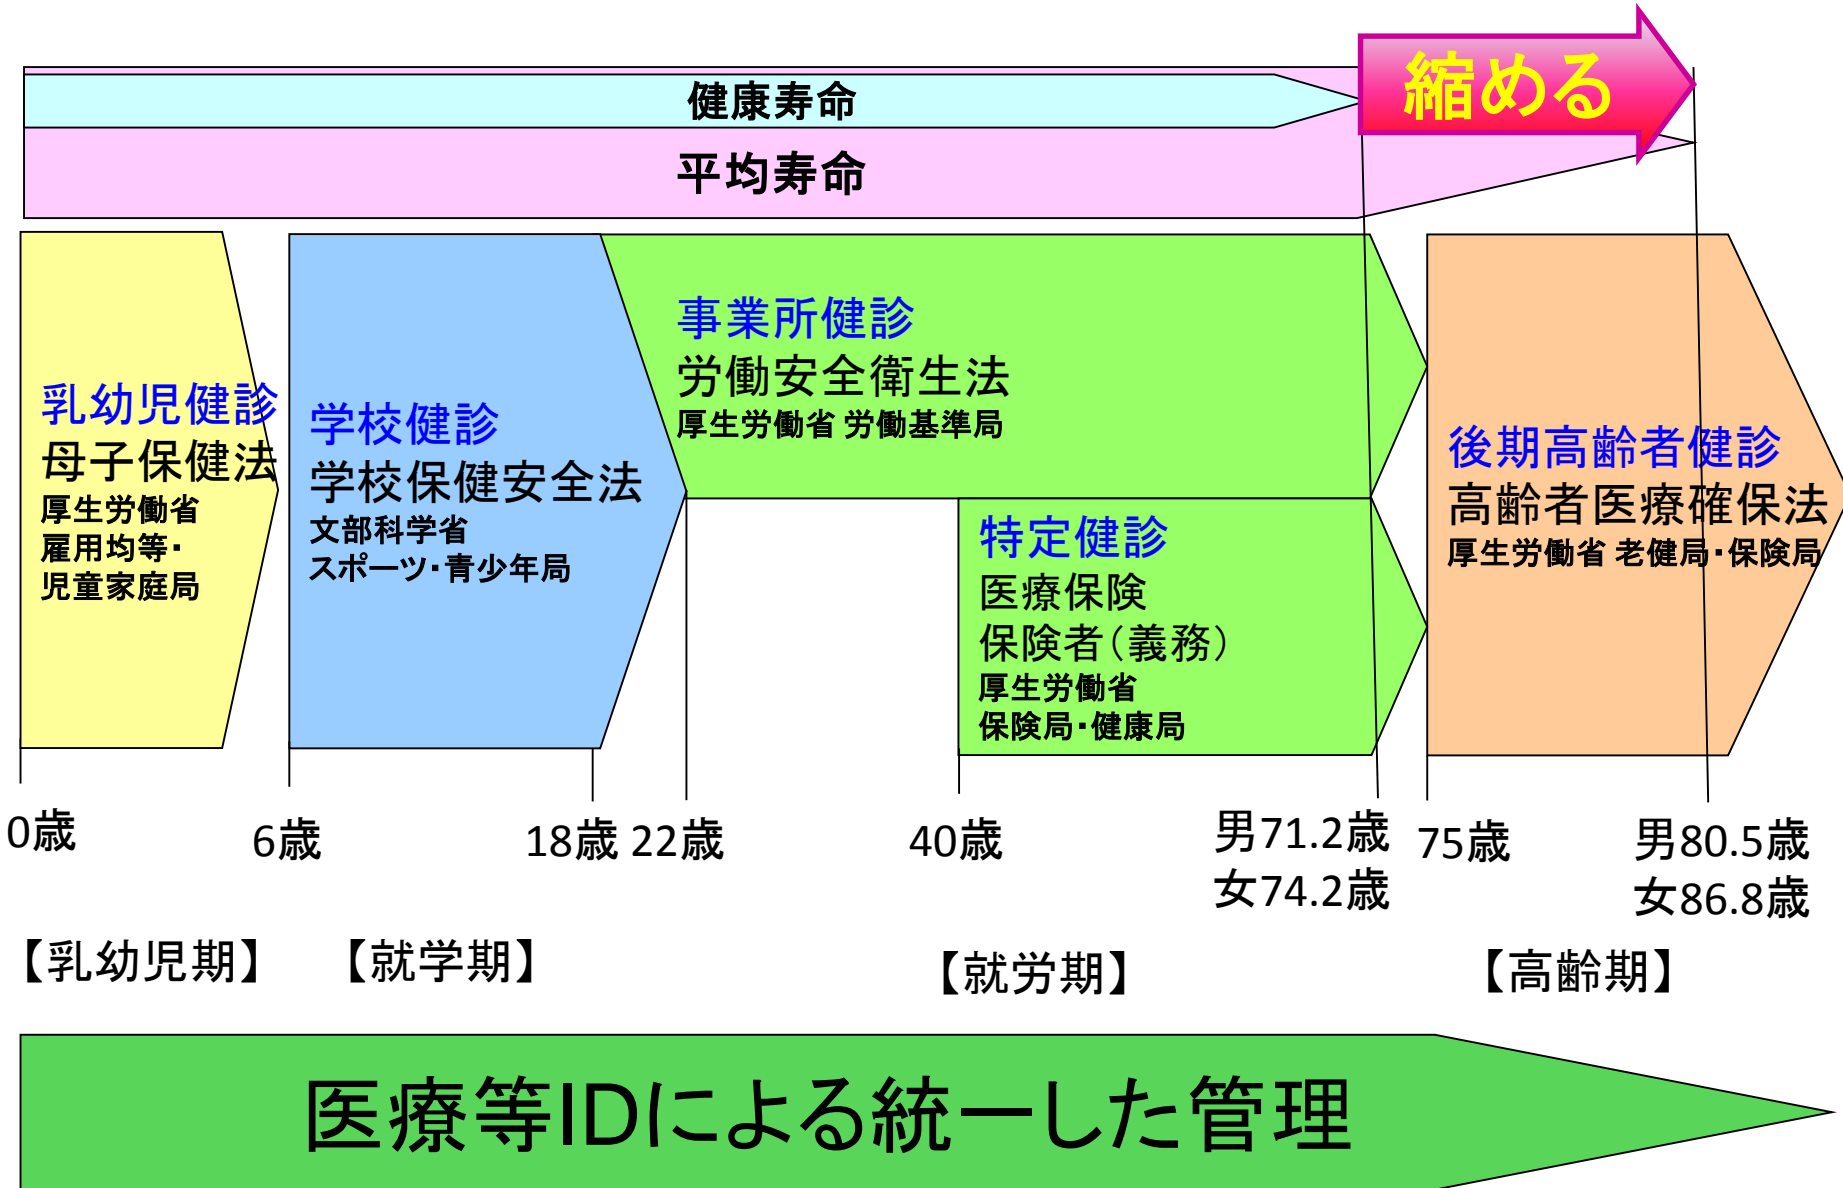 縮める
健康寿命
平均寿命
乳幼児健診
母子保健法
厚生労働省
雇用均等・
児童家庭局
学校健診
学校保健安全法
文部科学省
スポーツ・青少年局
事業所健診
労働安全衛生法
厚生労働省 労働基準局
特定健診
医療保険
保険者（義務）
厚生労働省
保険局・健康局
後期高齢者健診
高齢者医療確保法
厚生労働省 老健局・保険局
0歳
6歳
18歳
22歳
40歳
男71.2歳
女74.2歳
75歳
男80.5歳
女86.8歳
【乳幼児期】
【就学期】
【就労期】
【高齢期】
医療等IDによる統一した管理